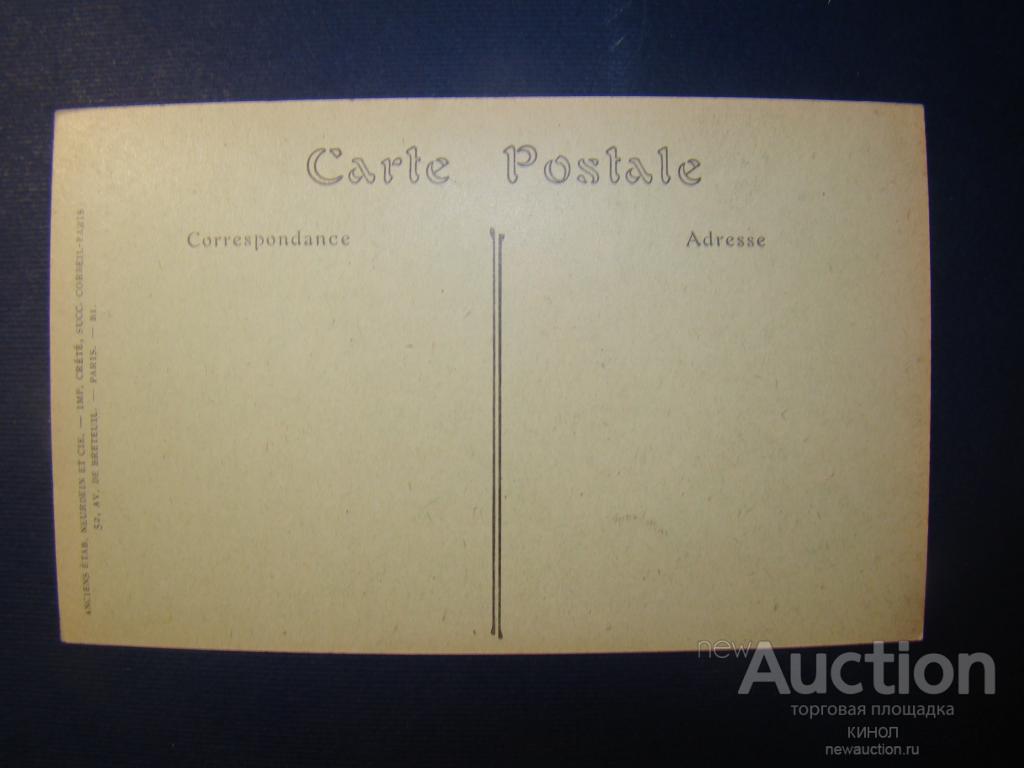 Carte Postale
Correspondance
Adresse
ANCIENS ÉTAB. NEURDEIN ET CIE. — IMP. CRÉTÉ, SUCC. CORBEIL-PARIS
52, AV. DE BRETEUIL — PARIS. — BI.
newAuction
торговая площадка
КИНОЛ
newauction.ru